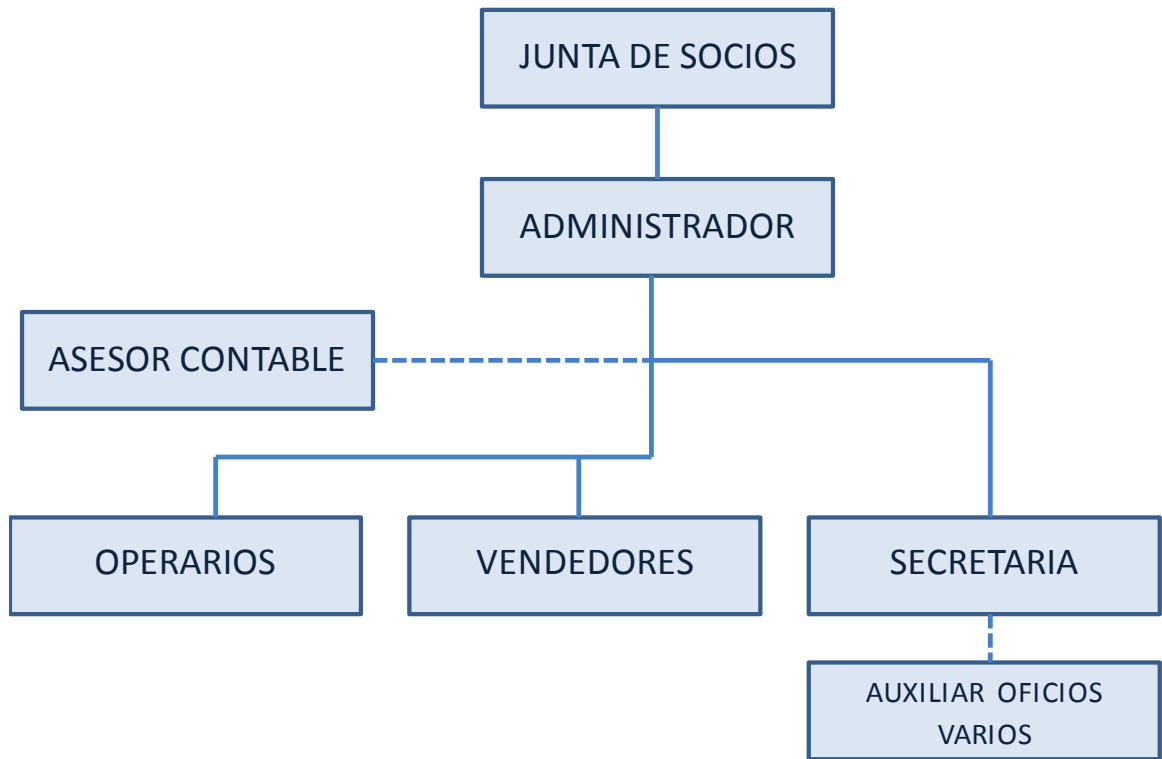 JUNTA DE SOCIOS
ADMINISTRADOR
ASESOR CONTABLE
OPERARIOS
VENDEDORES
SECRETARIA
AUXILIAR OFICIOS
VARIOS